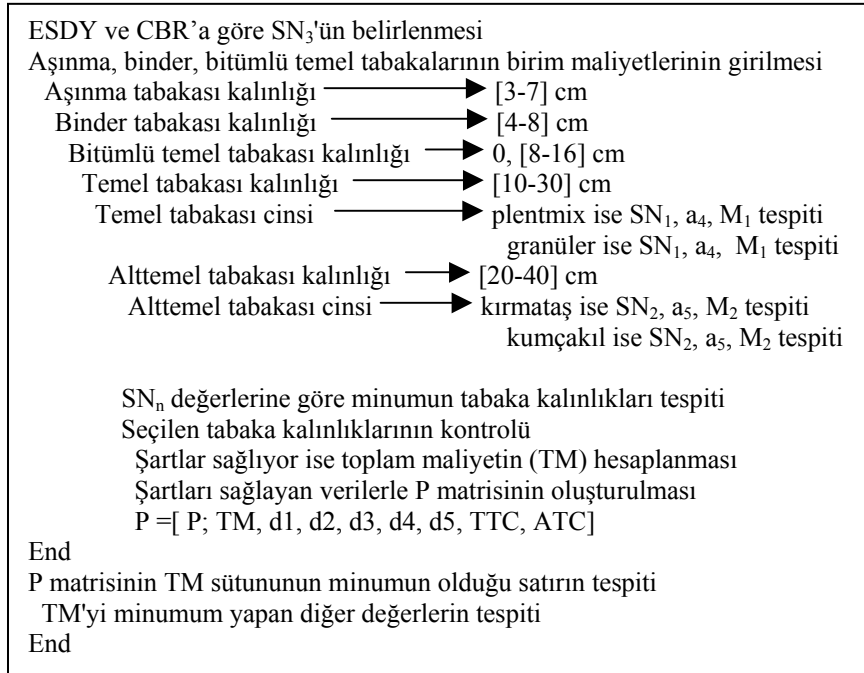 ESDY ve CBR’a göre SN₃'ün belirlenmesi
Aşınma, binder, bitümlü temel tabakalarının birim maliyetlerinin girilmesi
Aşınma tabakası kalınlığı [3-7] cm
Binder tabakası kalınlığı [4-8] cm
Bitümlü temel tabakası kalınlığı 0, [8-16] cm
Temel tabakası kalınlığı [10-30] cm
Temel tabakası cinsi plentmix ise SN₁, a₄, M₁ tespiti
granüler ise SN₁, a₄, M₁ tespiti
Alttemel tabakası kalınlığı [20-40] cm
Alttemel tabakası cinsi kırmataş ise SN₂, a₅, M₂ tespiti
kumçakıl ise SN₂, a₅, M₂ tespiti
SNₙ değerlerine göre minumun tabaka kalınlıkları tespiti
Seçilen tabaka kalınlıklarının kontrolü
Şartlar sağlıyor ise toplam maliyetin (TM) hesaplanması
Şartları sağlayan verilerle P matrisinin oluşturulması
P =[ P; TM, d1, d2, d3, d4, d5, TTC, ATC]
End
P matrisinin TM sütununun minumun olduğu satırın tespiti
TM'yi minumum yapan diğer değerlerin tespiti
End